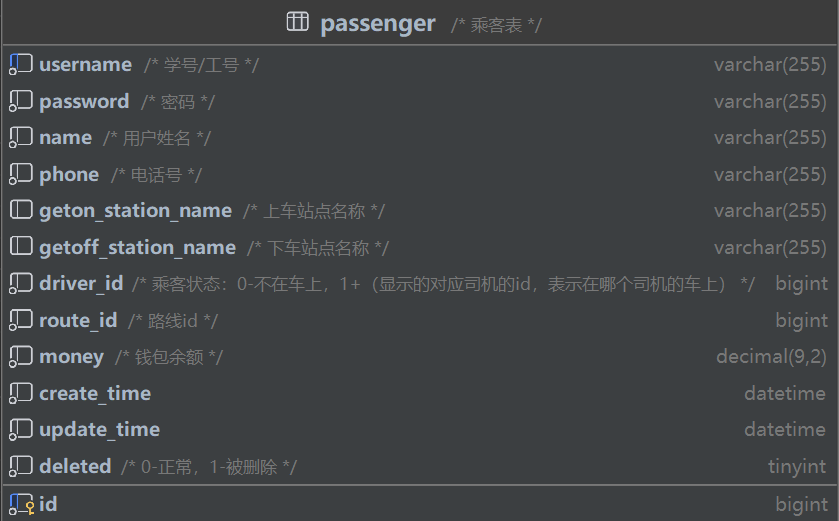 passenger /* 乘客表 */
username /* 学号/工号 */ varchar(255)
password /* 密码 */ varchar(255)
name /* 用户姓名 */ varchar(255)
phone /* 电话号 */ varchar(255)
geton_station_name /* 上车站点名称 */ varchar(255)
getoff_station_name /* 下车站点名称 */ varchar(255)
driver_id /* 乘客状态：0-不在车上，1+（显示的对应司机的id，表示在哪个司机的车上） */ bigint
route_id /* 路线id */ bigint
money /* 钱包余额 */ decimal(9,2)
create_time datetime
update_time datetime
deleted /* 0-正常，1-被删除 */ tinyint
id bigint